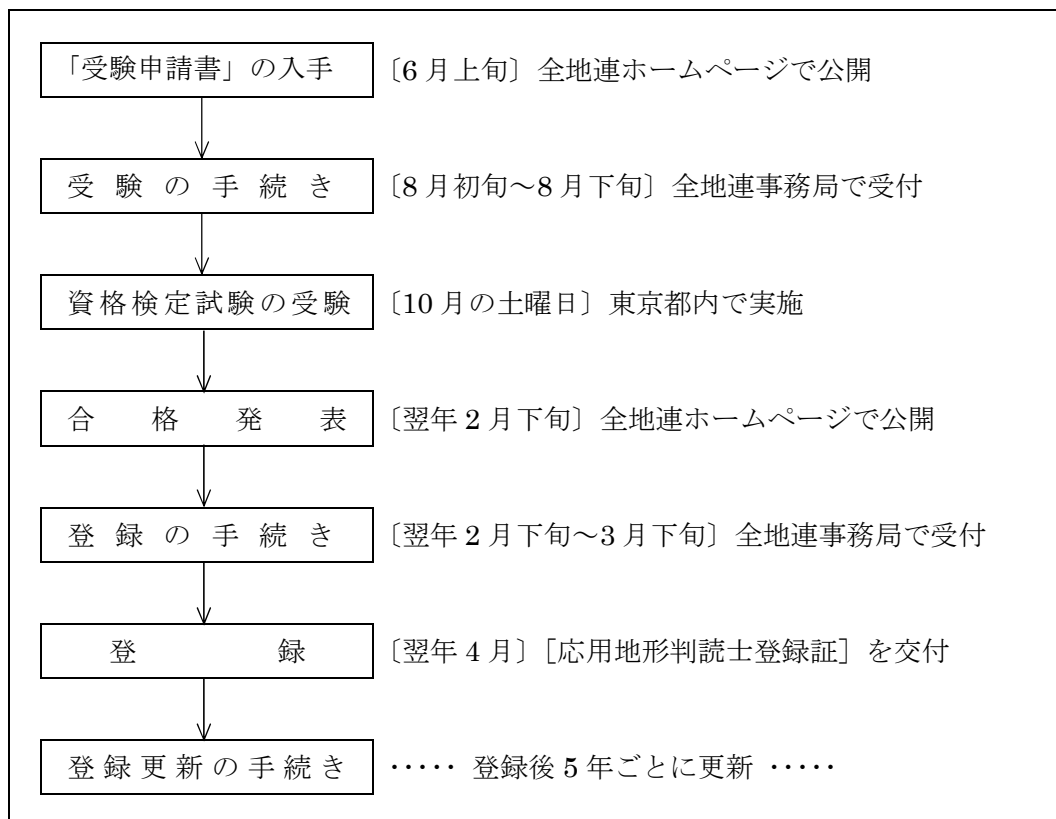 「受験申請書」の入手 〔6月上旬〕全地連ホームページで公開
受験の手続き 〔8月初旬～8月下旬〕全地連事務局で受付
資格検定試験の受験 〔10月の土曜日〕東京都内で実施
合格発表 〔翌年2月下旬〕全地連ホームページで公開
登録の手続き 〔翌年2月下旬～3月下旬〕全地連事務局で受付
登録 〔翌年4月〕［応用地形判読士登録証］を交付
登録更新の手続き ・・・・・ 登録後5年ごとに更新 ・・・・・